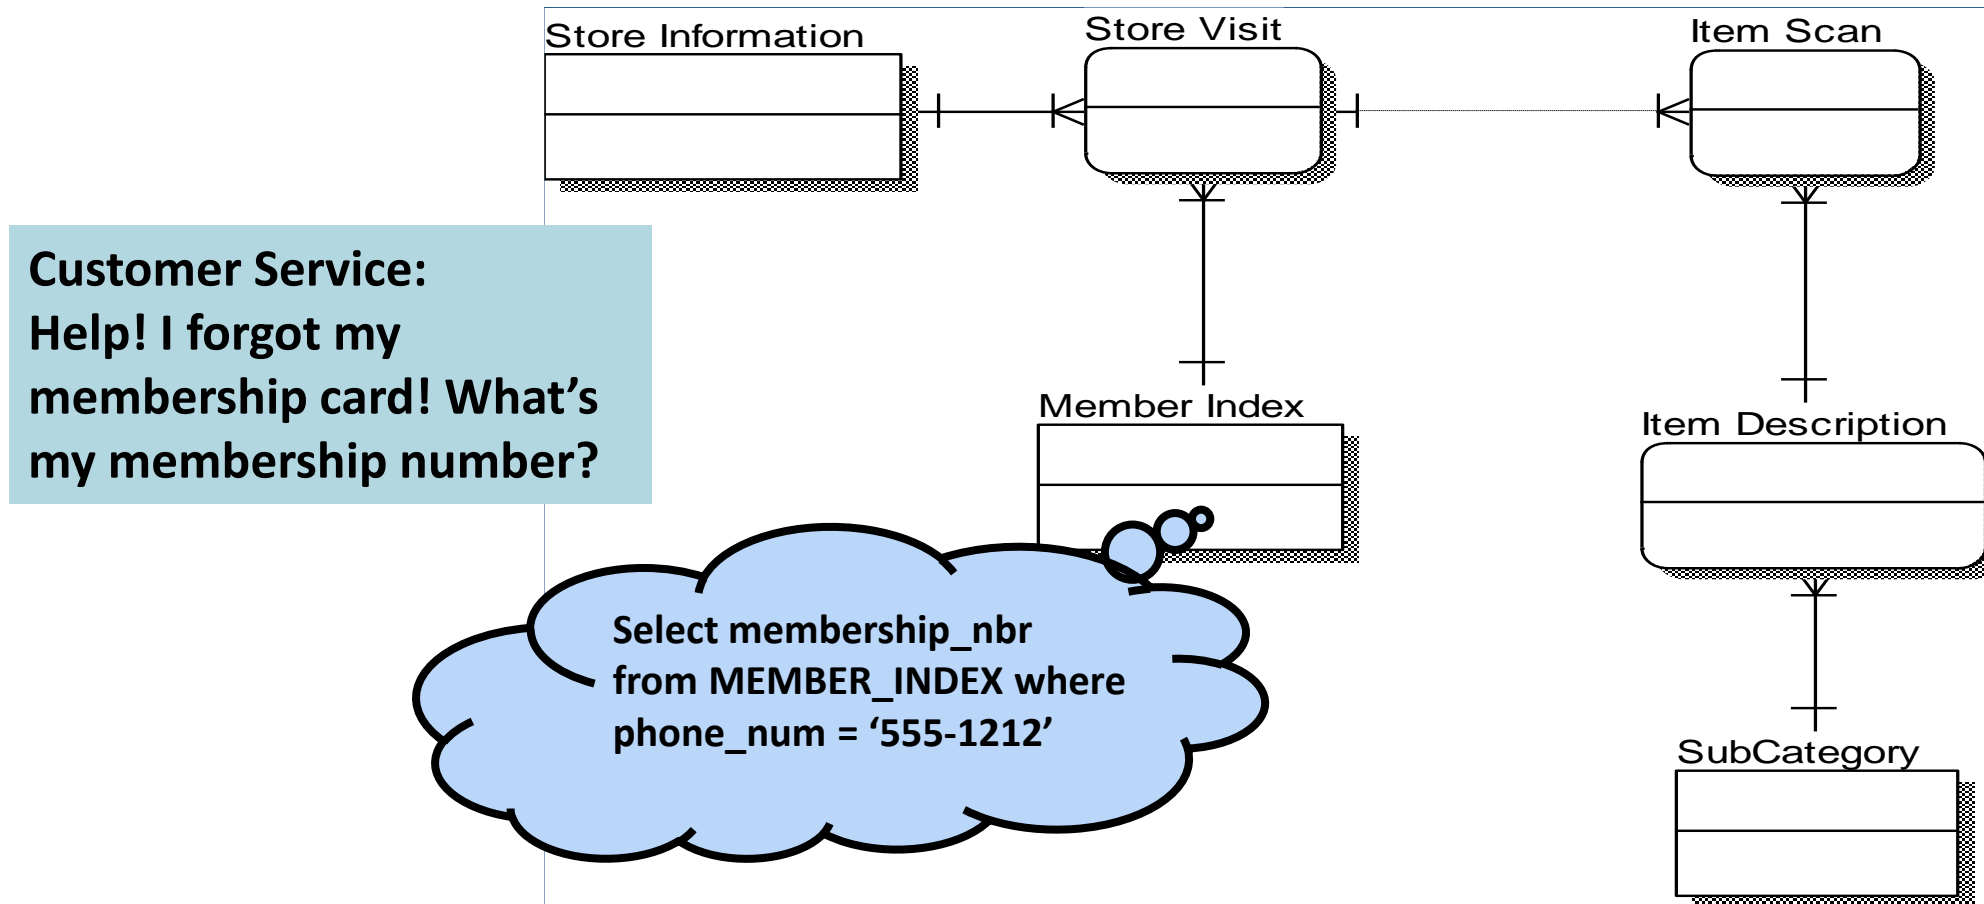 Store Information
Store Visit
Item Scan
Customer Service:
Help! I forgot my
membership card! What’s
my membership number?
Member Index
Item Description
Select membership_nbr
from MEMBER_INDEX where
phone_num = ‘555-1212’
SubCategory